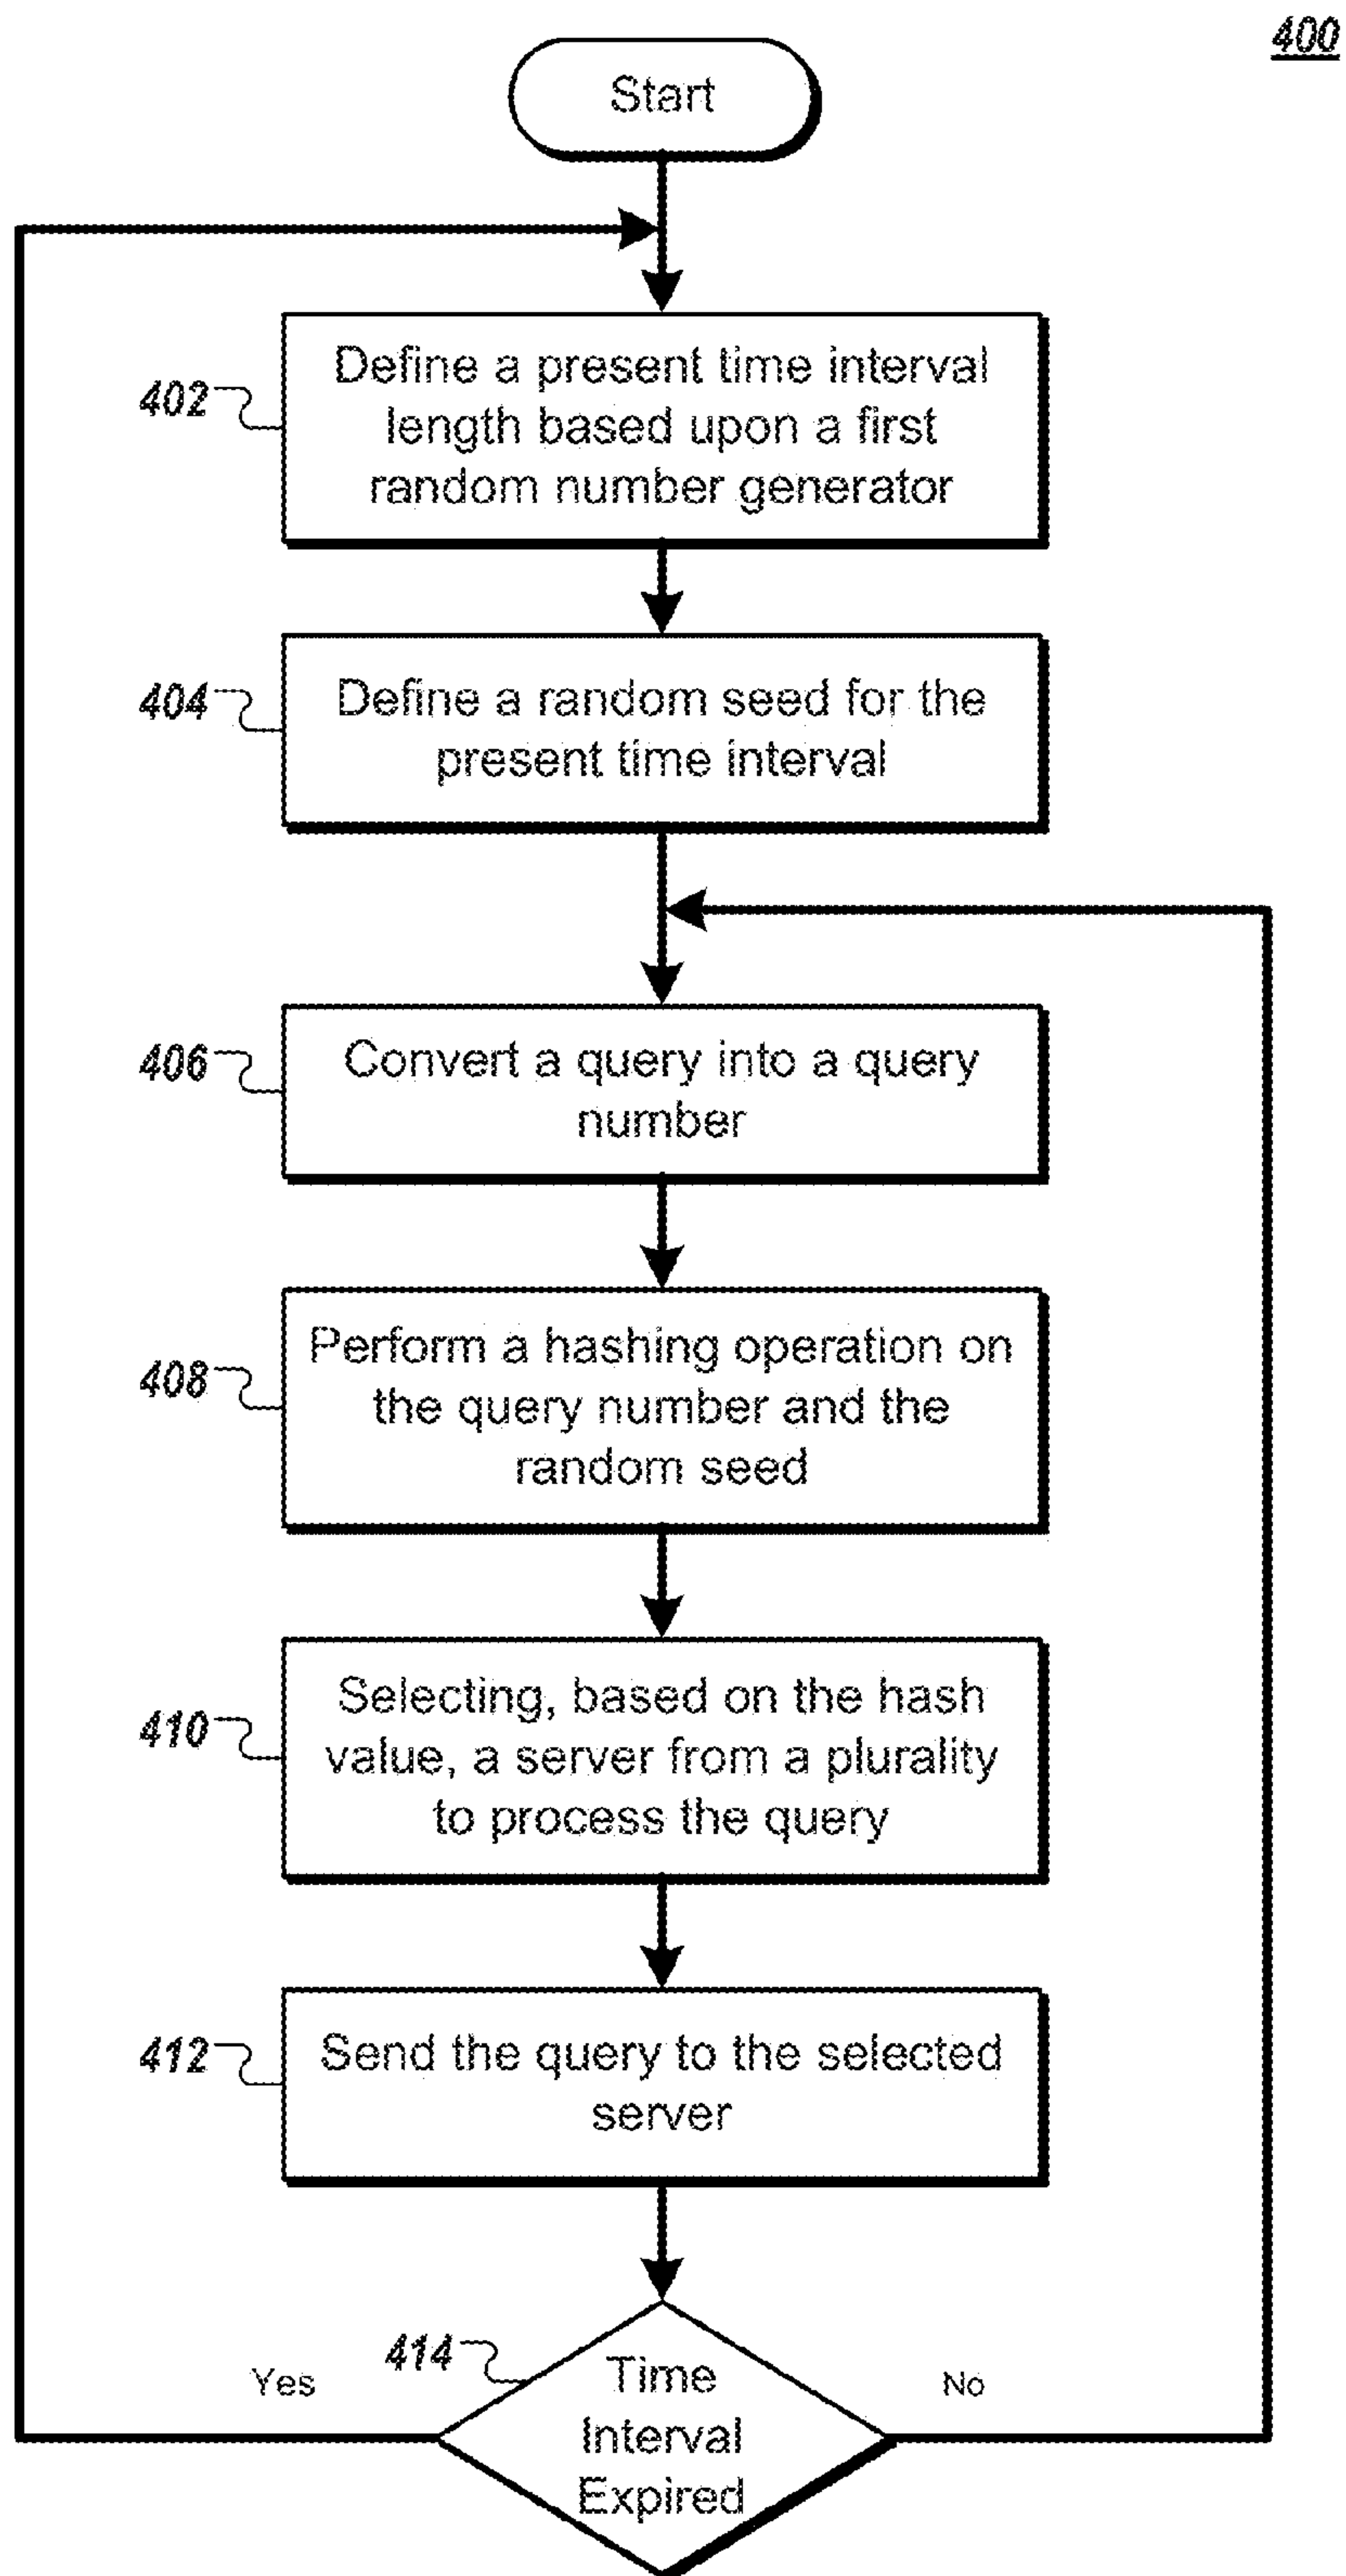 400
Start
402
Define a present time interval
length based upon a first
random number generator
404
Define a random seed for the
present time interval
406
Convert a query into a query
number
408
Perform a hashing operation on
the query number and the
random seed
410
Selecting, based on the hash
value, a server from a plurality
to process the query
412
Send the query to the selected
server
414
Yes
Time
Interval
Expired
No